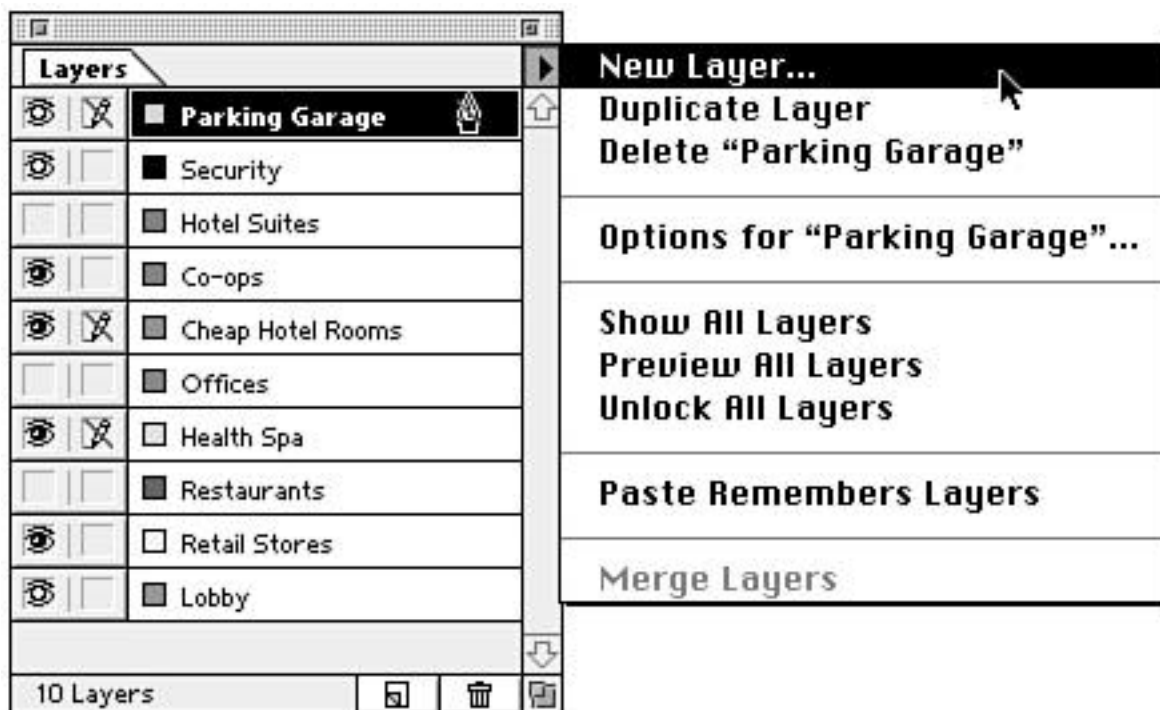 Layers
Parking Garage
Security
Hotel Suites
Co-ops
Cheap Hotel Rooms
Offices
Health Spa
Restaurants
Retail Stores
Lobby
10 Layers
New Layer...
Duplicate Layer
Delete “Parking Garage”
Options for “Parking Garage”...
Show All Layers
Preview All Layers
Unlock All Layers
Paste Remembers Layers
Merge Layers